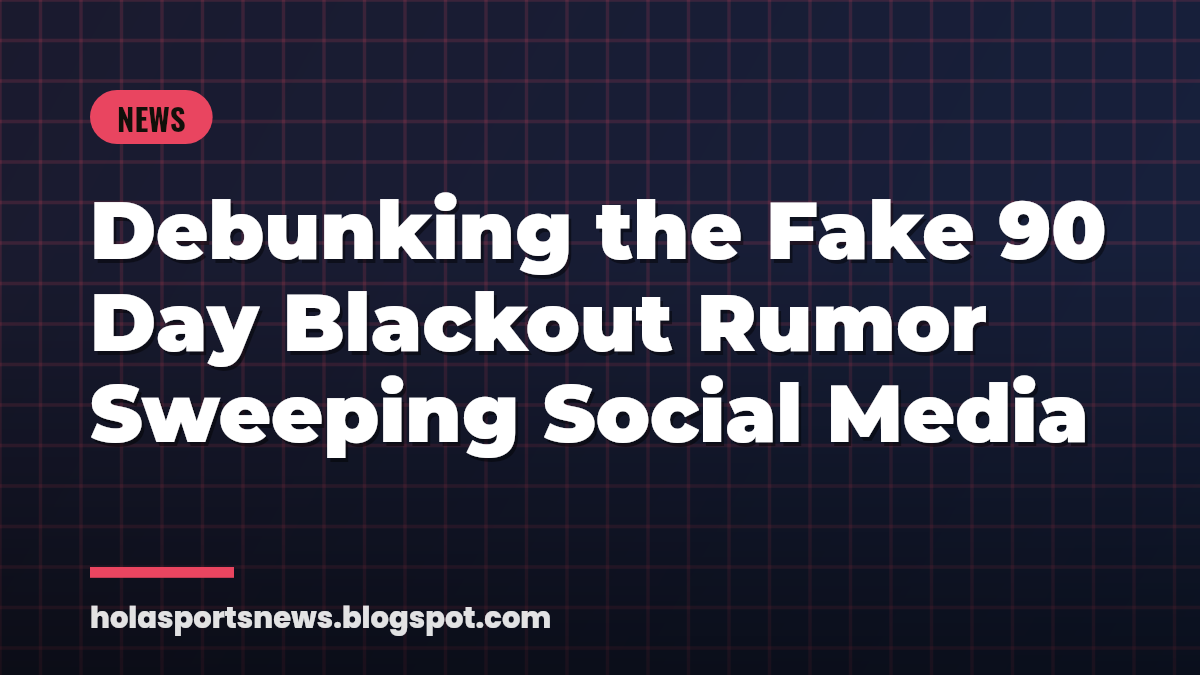 NEWS
Debunking the Fake 90
Day Blackout Rumor
Sweeping Social Media
holasportsnews.blogspot.com